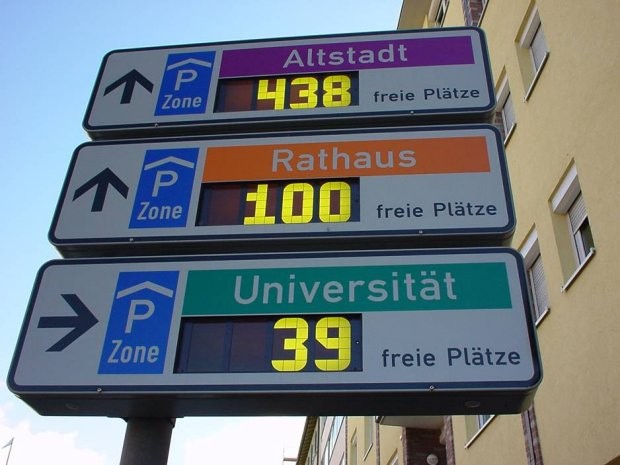 Altstadt
P
Zone
438 freie Plätze
Rathaus
P
Zone
100 freie Plätze
Universität
P
Zone
39 freie Plätze